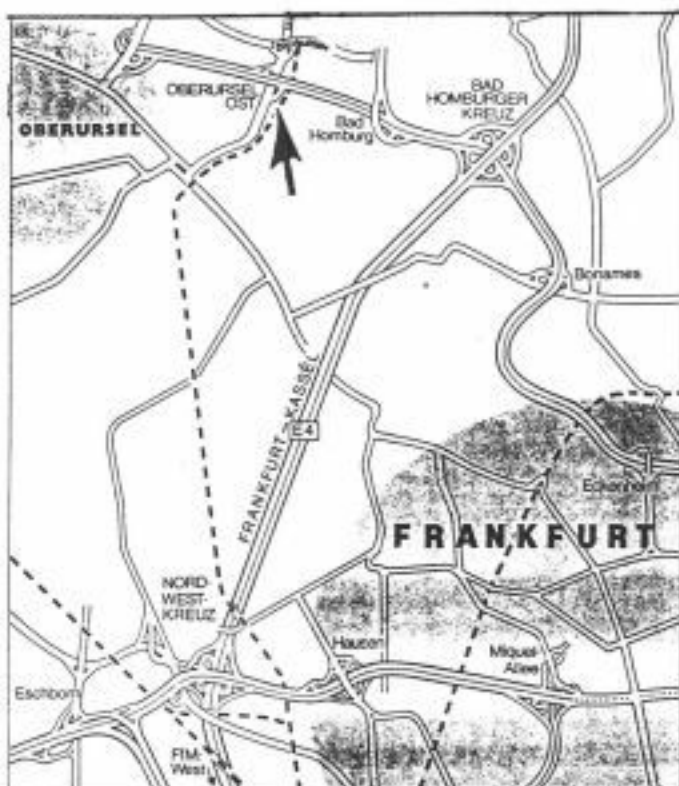 OBERURSEL
OST
OBERURSEL
Bad
Homburg
BAD
HOMBURGER
KREUZ
Bonames
FRANKFURT - KASSEL
E4
Eckenheim
FRANKFURT
NORD
WEST-
KREUZ
Hausen
Miquel-
Allee
Eschborn
FfM.-
West